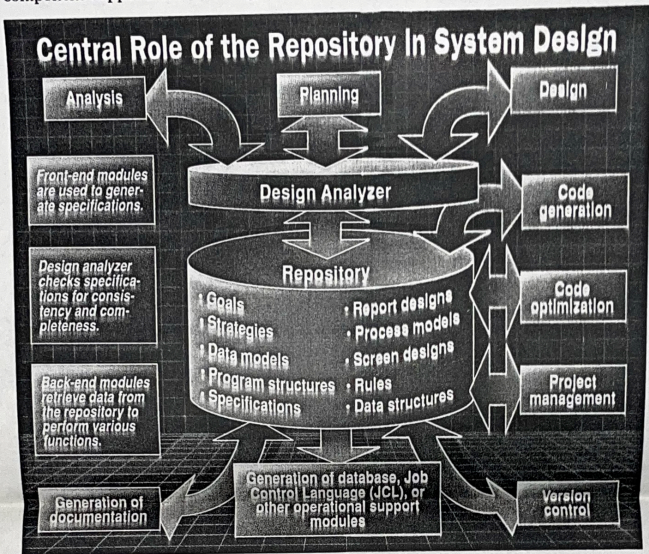 Central Role of the Repository In System Design
Analysis
Planning
Design
Front-end modules
are used to gener-
ate specifications.
Design Analyzer
Code
generation
Design analyzer
checks specifica-
tions for consis-
tency and com-
pleteness.
Repository
• Goals
• Strategies
• Data models
• Program structures
• Specifications
• Report designs
• Process models
• Screen designs
• Rules
• Data structures
Code
optimization
Back-end modules
retrieve data from
the repository to
perform various
functions.
Project
management
Generation of
documentation
Generation of database, Job
Control Language (JCL), or
other operational support
modules
Version
control